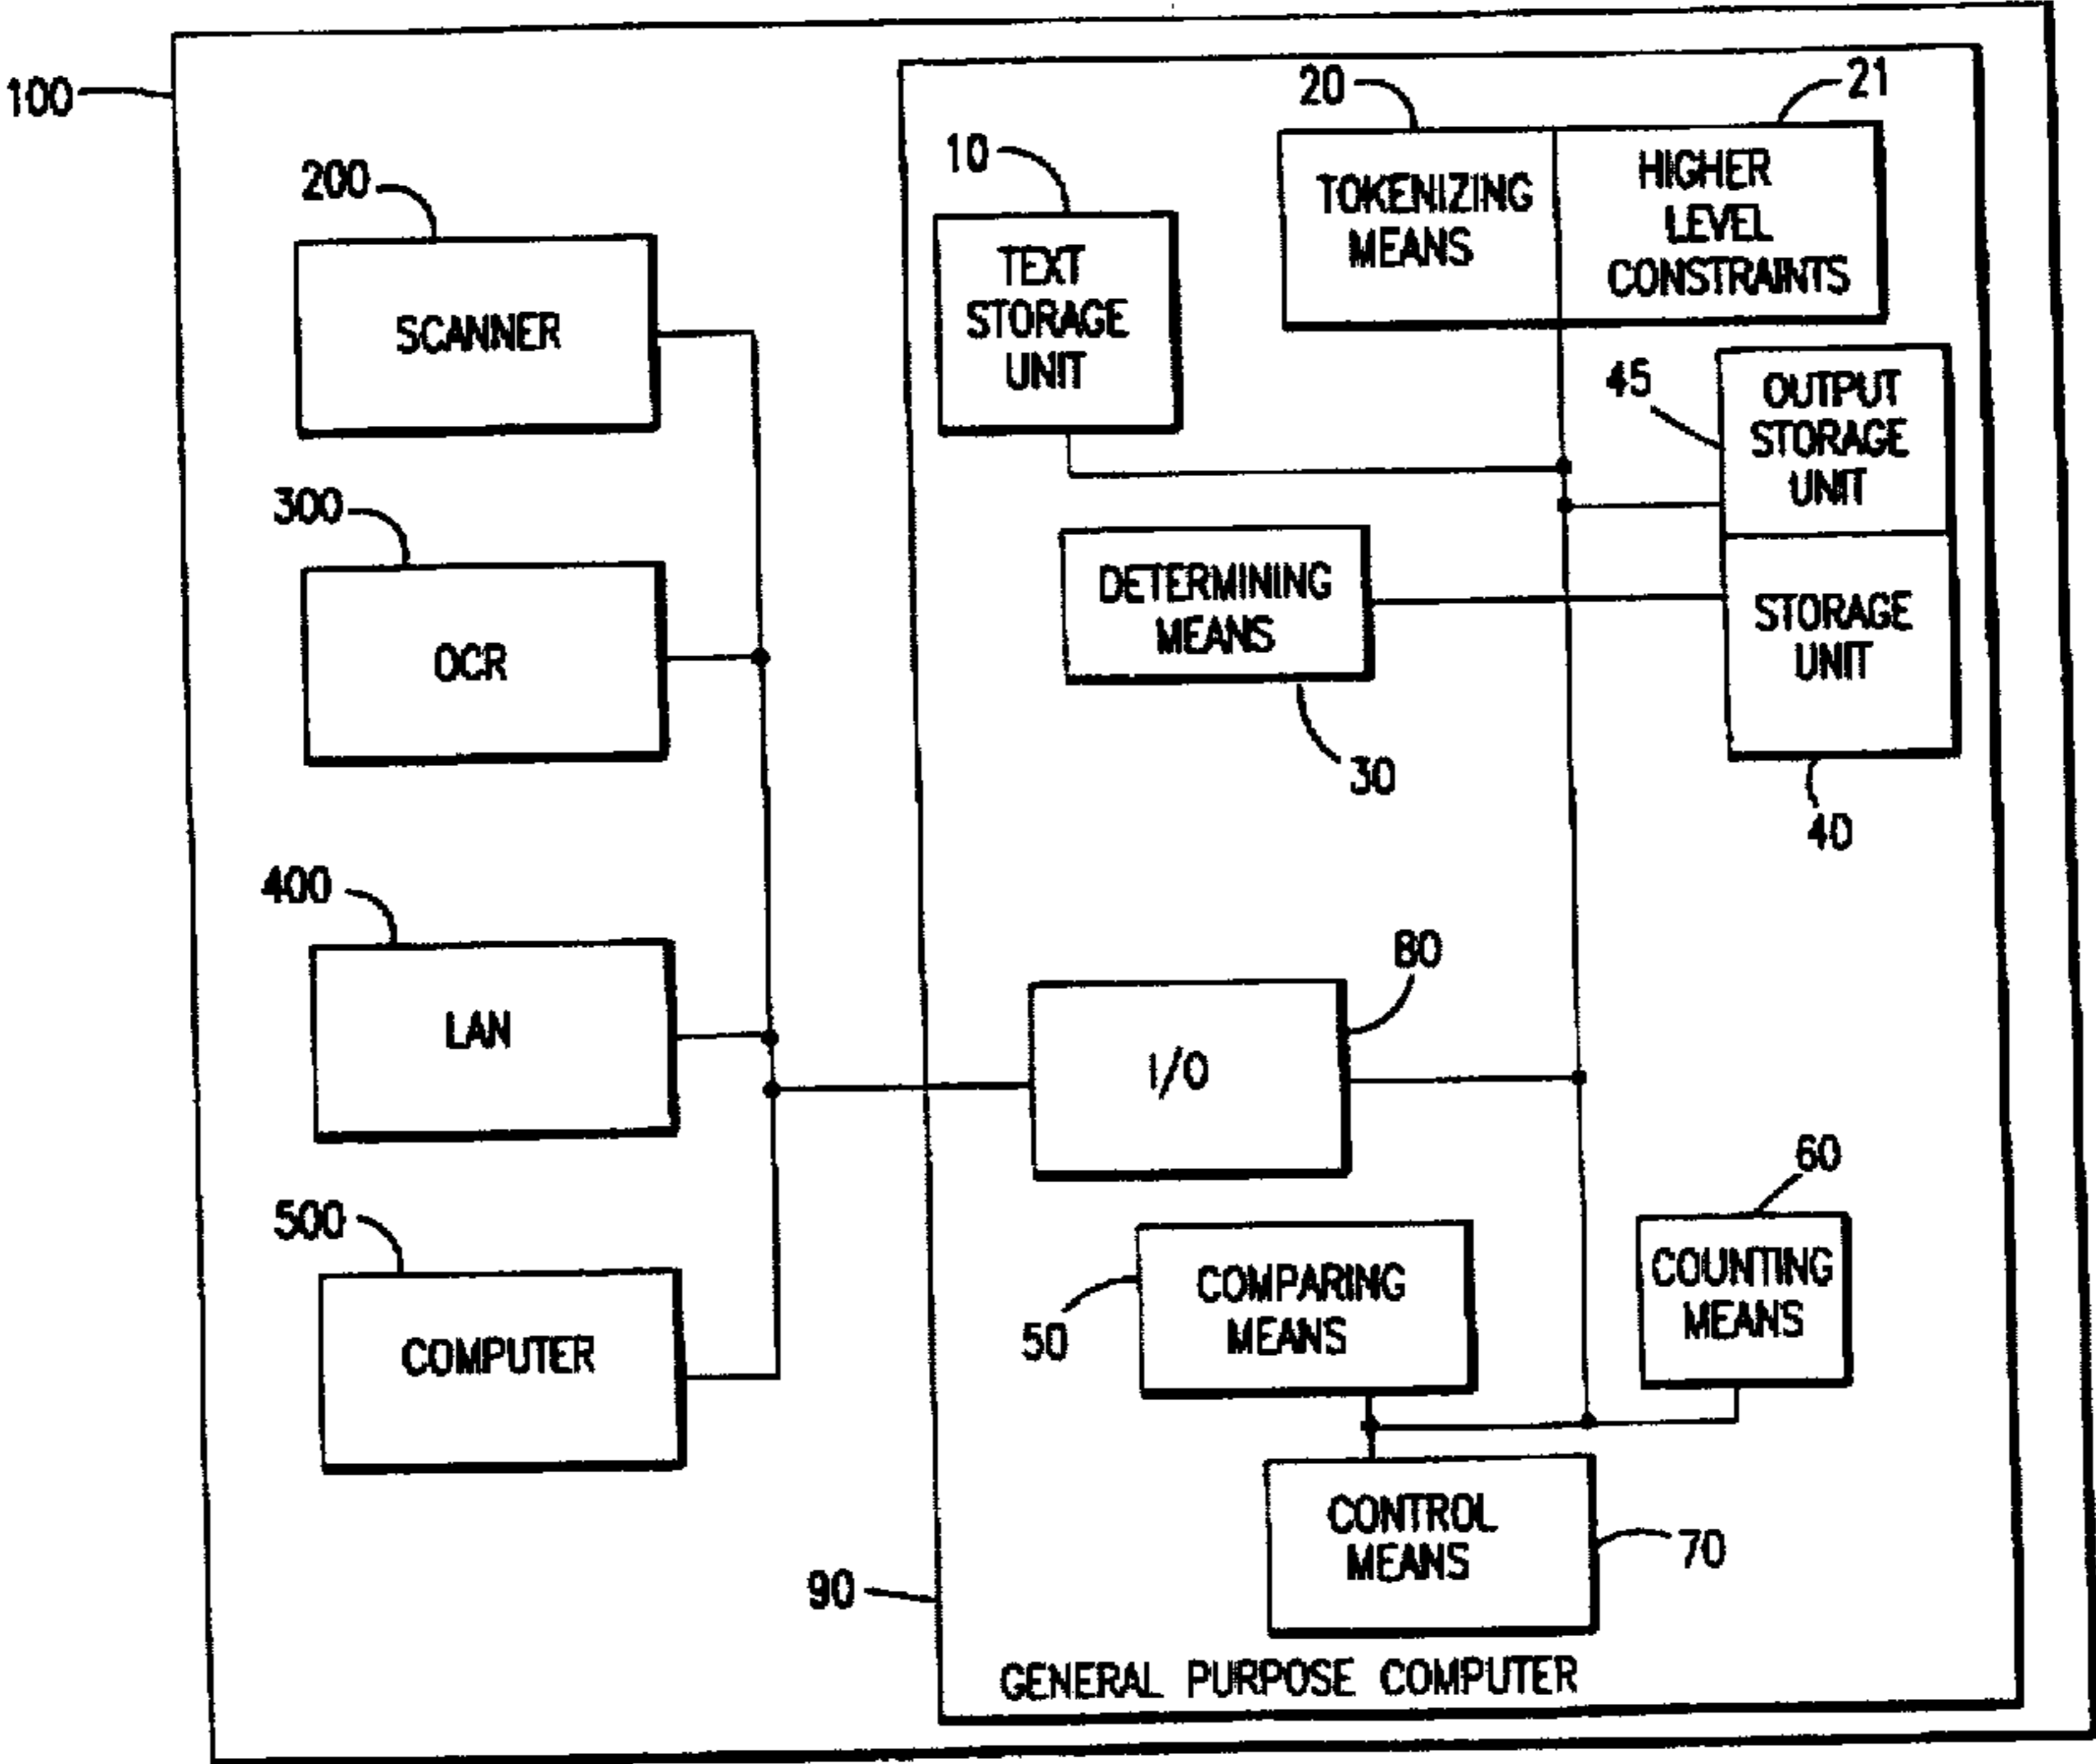 100
200
SCANNER
300
OCR
400
LAN
500
COMPUTER
10
TEXT
STORAGE
UNIT
20
TOKENIZING
MEANS
21
HIGHER
LEVEL
CONSTRAINTS
45
OUTPUT
STORAGE
UNIT
DETERMINING
MEANS
30
STORAGE
UNIT
40
80
I/O
50
COMPARING
MEANS
60
COUNTING
MEANS
CONTROL
MEANS
70
90
GENERAL PURPOSE COMPUTER